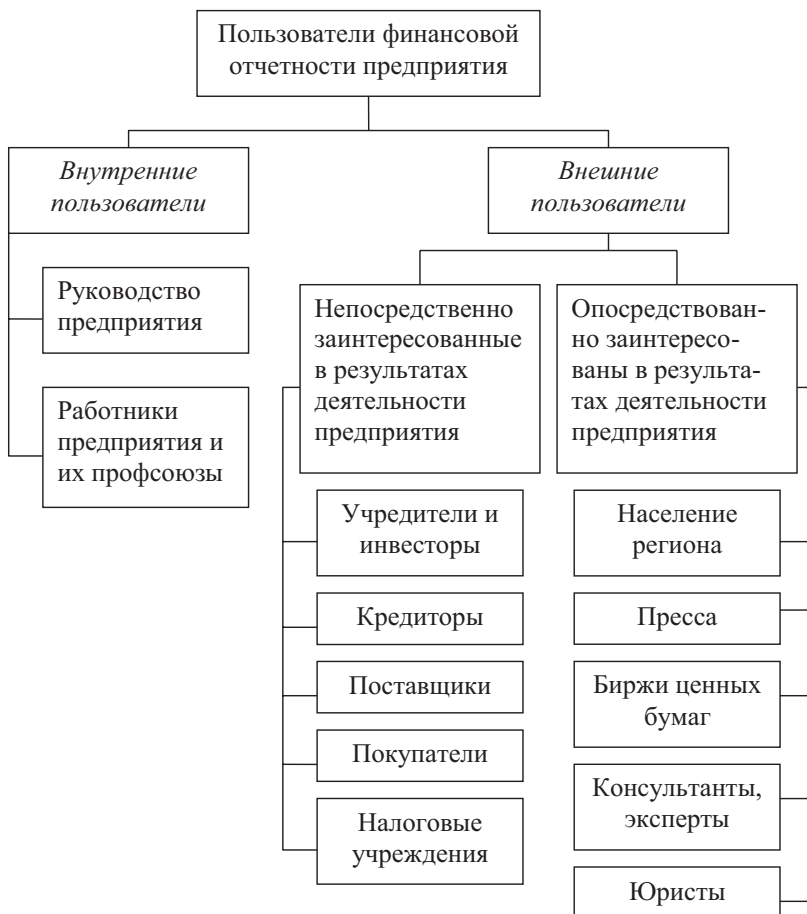 Пользователи финансовой
отчетности предприятия
Внутренние
пользователи
Внешние
пользователи
Руководство
предприятия
Работники
предприятия и
их профсоюзы
Непосредственно
заинтересованные
в результатах
деятельности
предприятия
Опосредствован-
но заинтересо-
ваны в результа-
тах деятельности
предприятия
Учредители и
инвесторы
Кредиторы
Поставщики
Покупатели
Налоговые
учреждения
Население
региона
Пресса
Биржи ценных
бумаг
Консультанты,
эксперты
Юристы